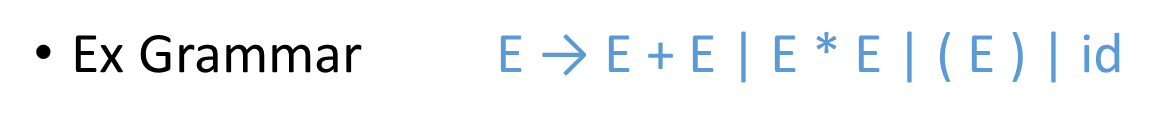 • Ex Grammar E → E + E | E * E | ( E ) | id